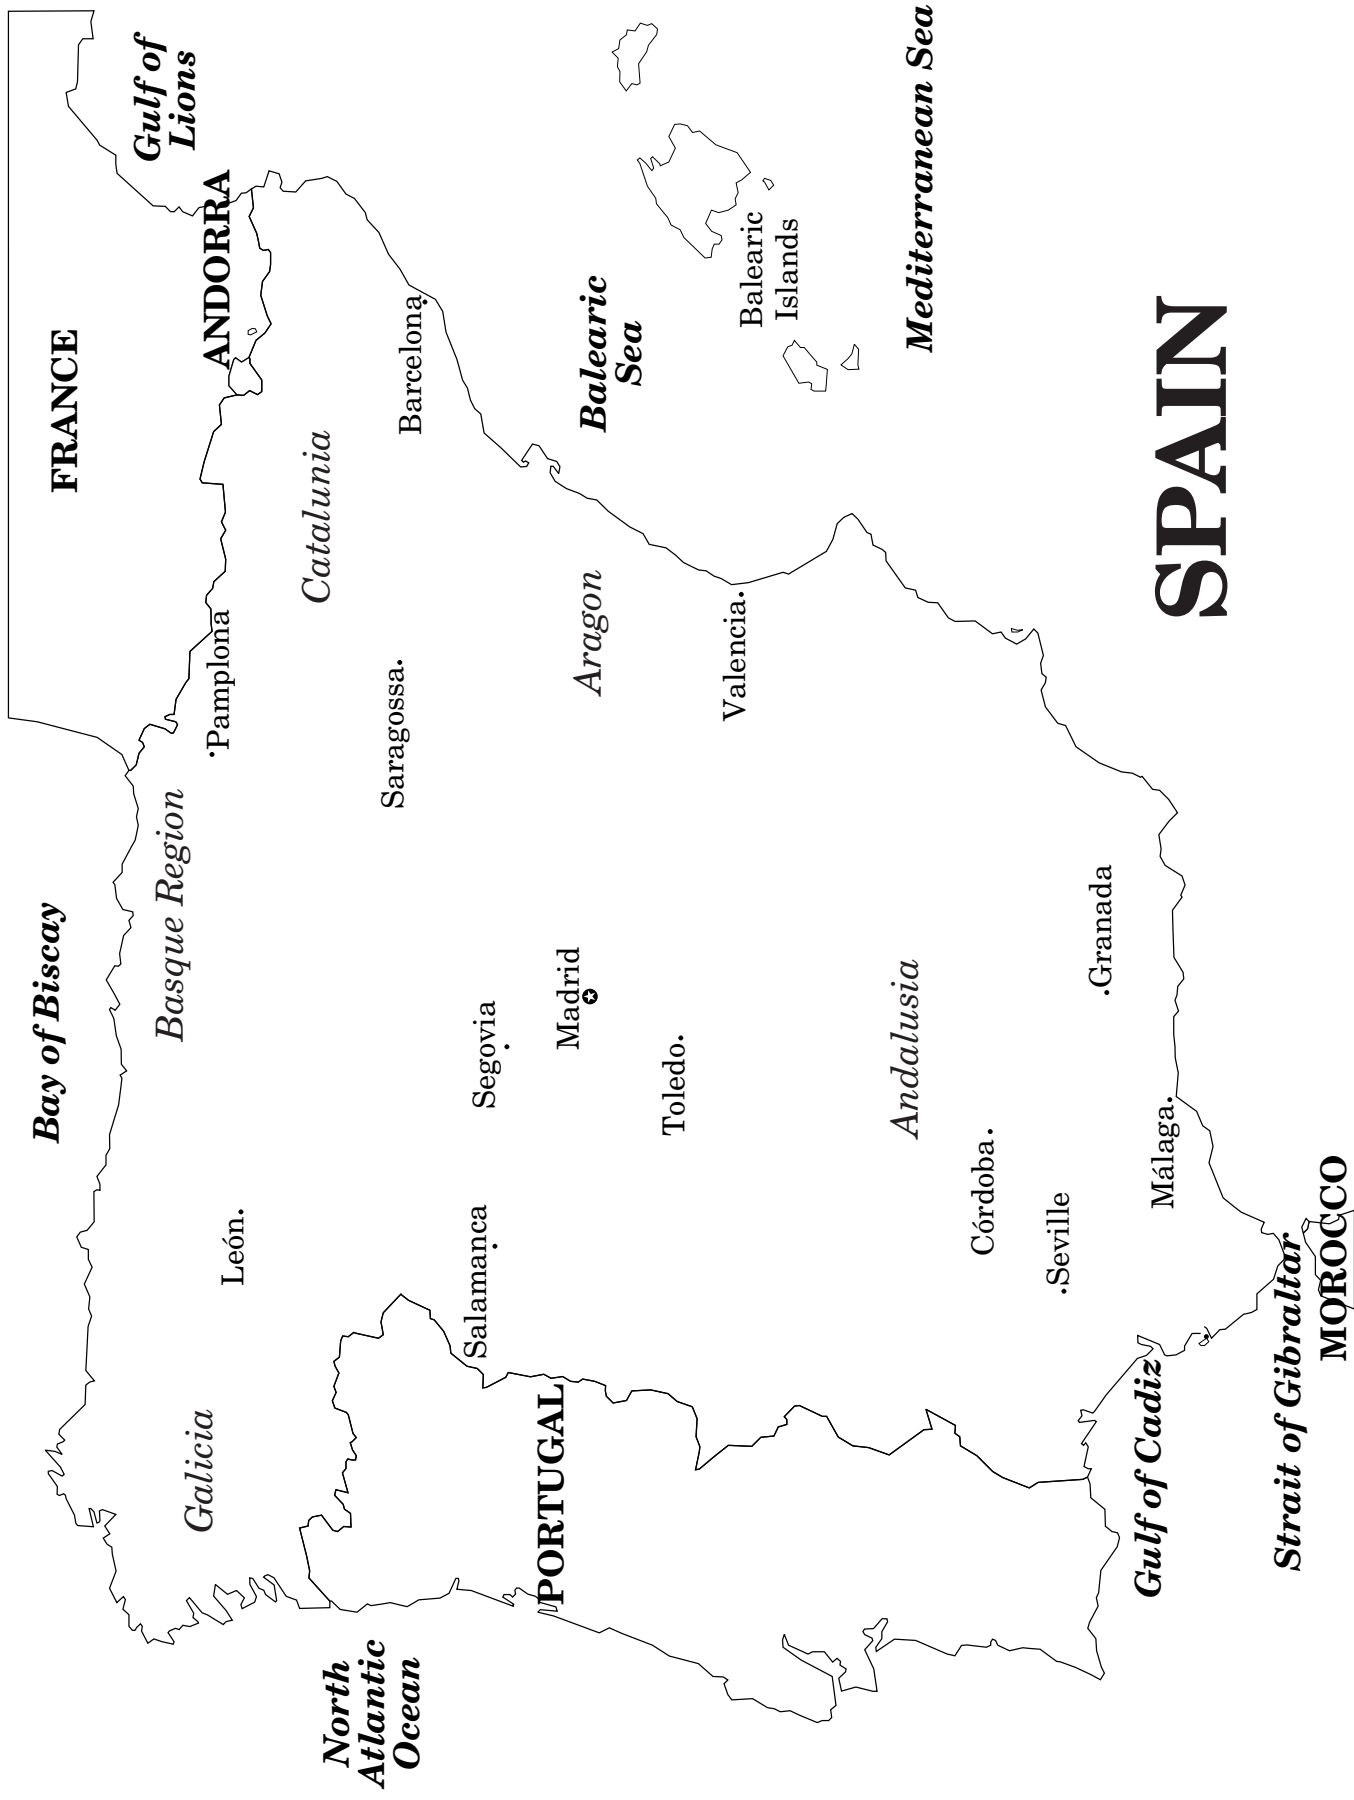 Bay of Biscay
FRANCE
Gulf of
Lions
ANDORRA
Basque Region
Pamplona
Galicia
León
Catalunia
North
Atlantic
Ocean
Saragossa
Barcelona
Salamanca
Segovia
PORTUGAL
Madrid
Aragon
Balearic
Sea
Toledo
Valencia
Balearic
Islands
Andalusia
Mediterranean Sea
Córdoba
Seville
Granada
Gulf of Cadiz
Málaga
SPAIN
Strait of Gibraltar
MOROCCO